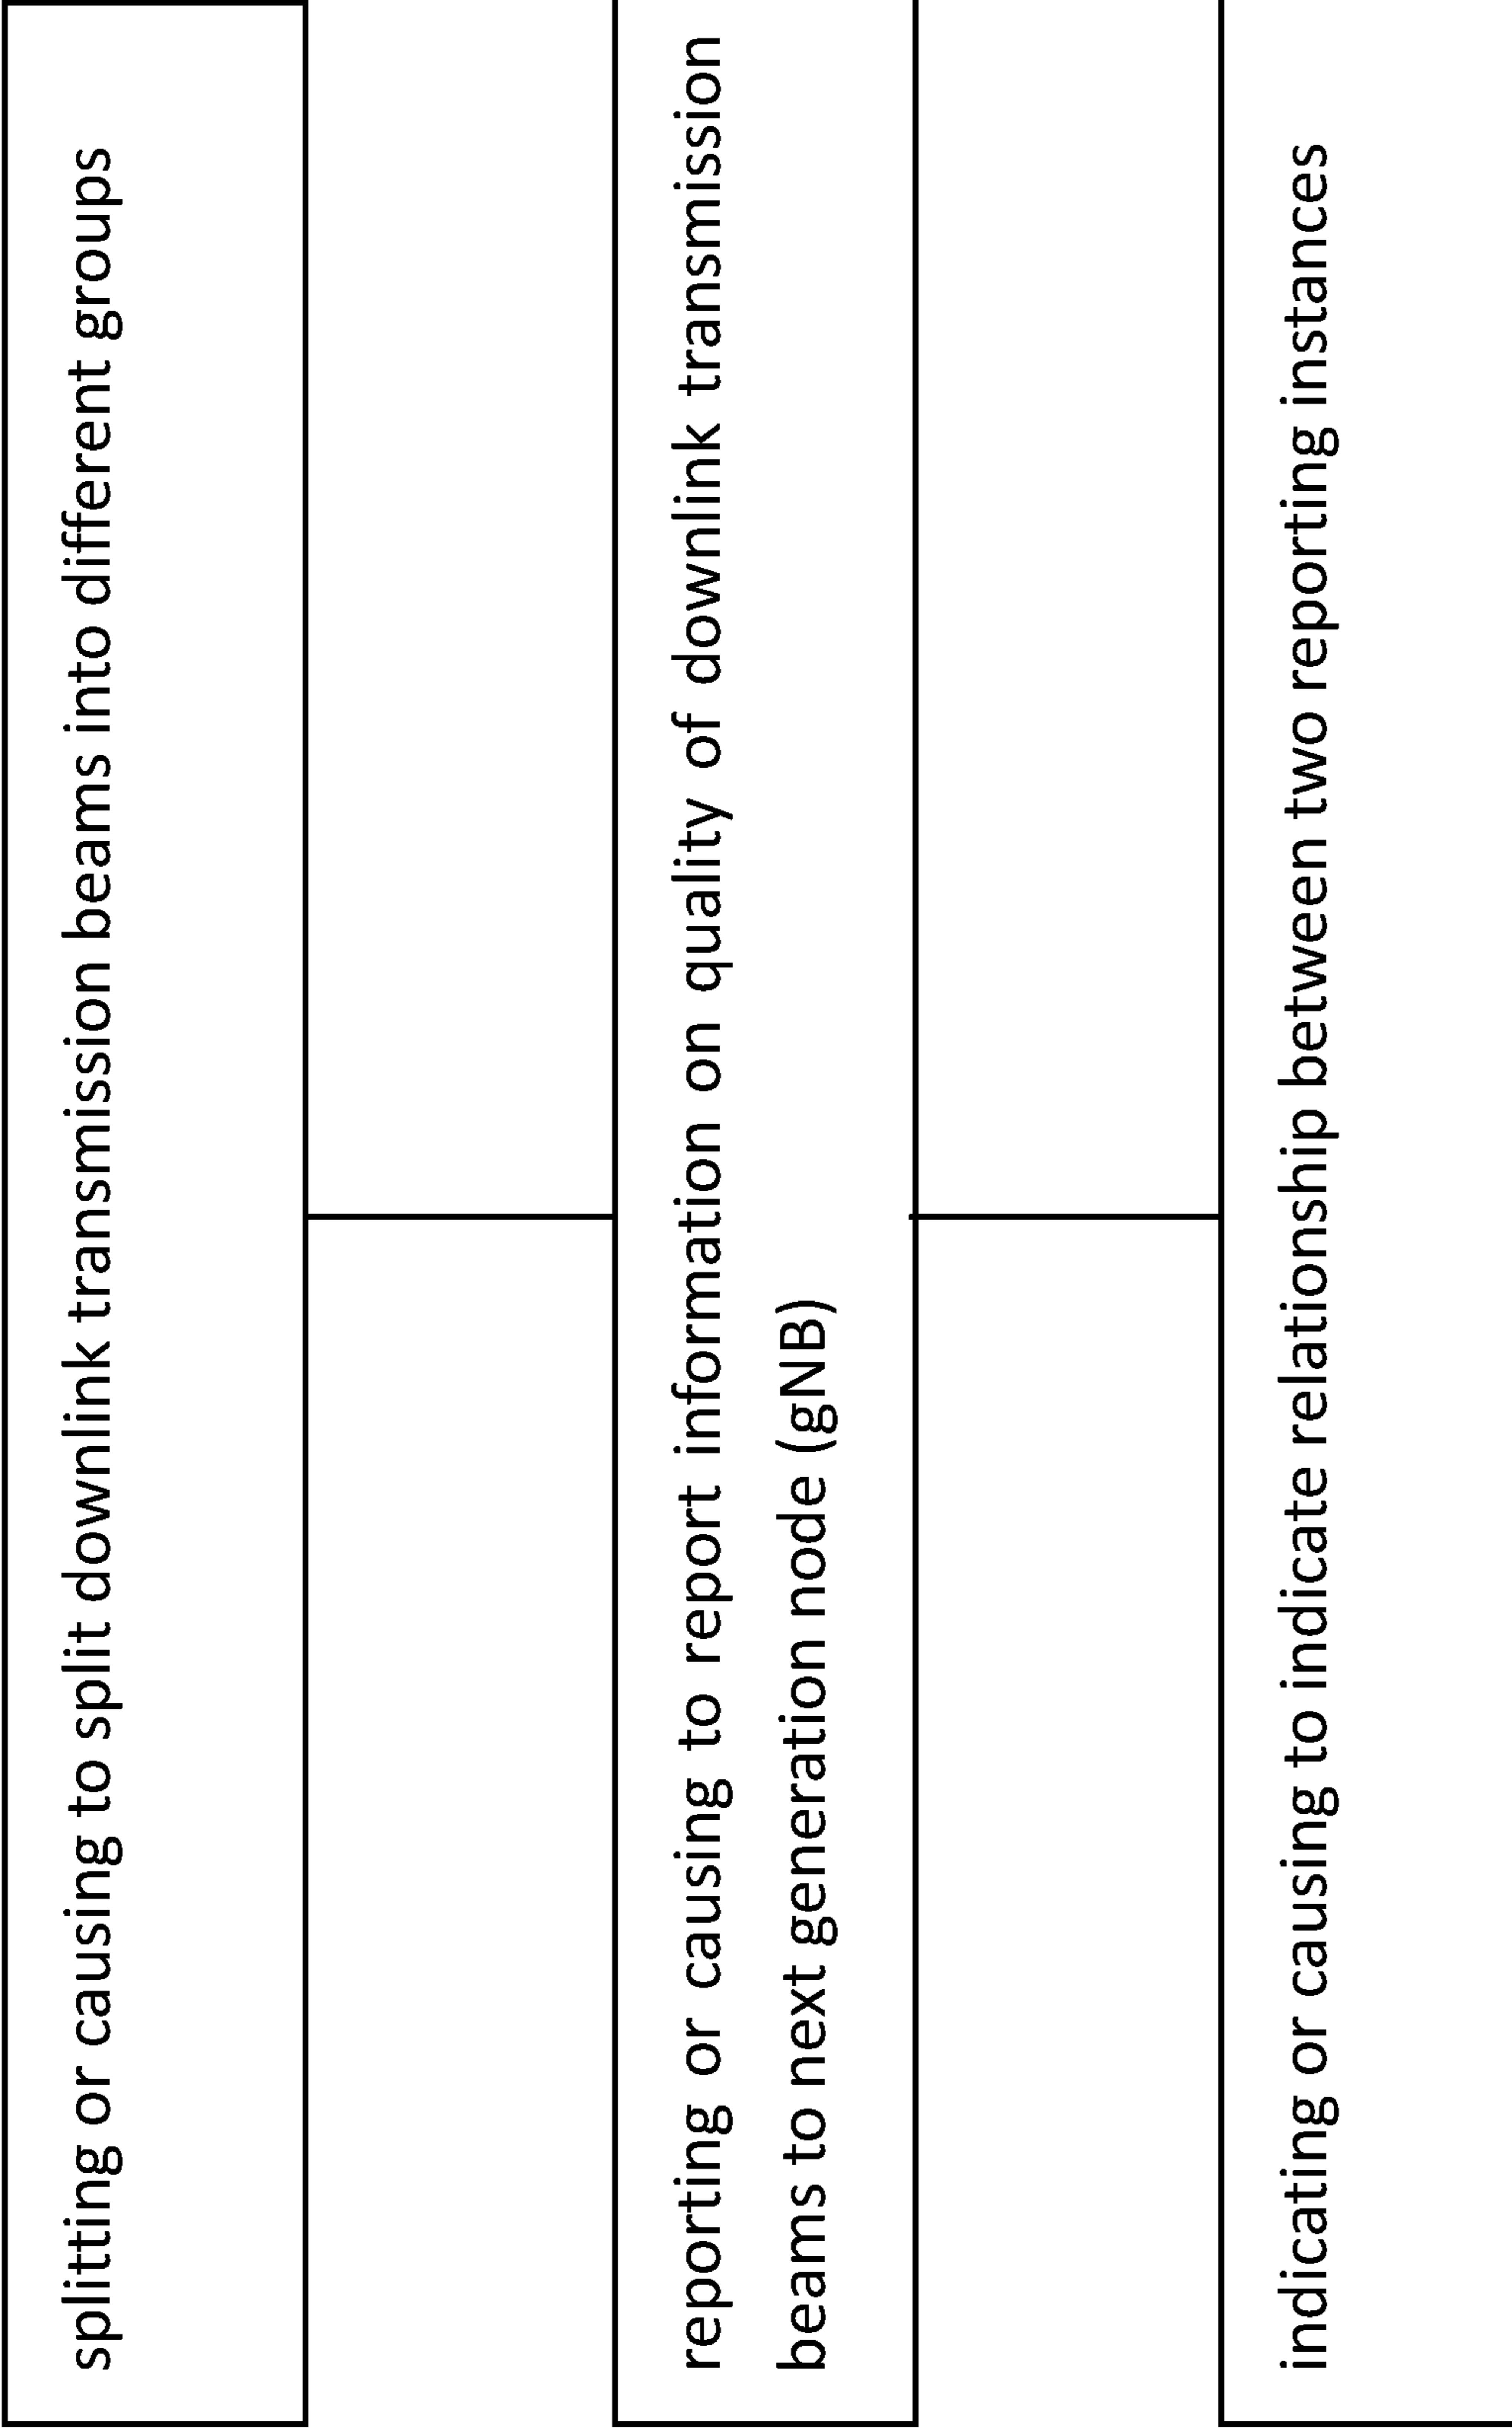 splitting or causing to split downlink transmission beams into different groups
reporting or causing to report information on quality of downlink transmission
beams to next generation node (gNB)
indicating or causing to indicate relationship between two reporting instances